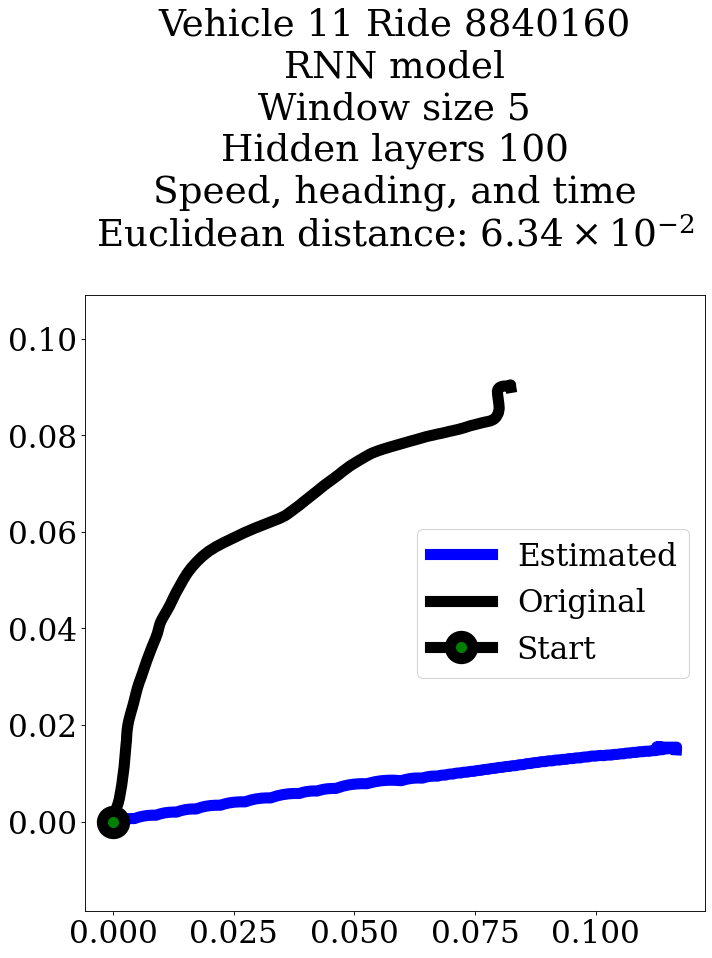 Vehicle 11 Ride 8840160
RNN model
Window size 5
Hidden layers 100
Speed, heading, and time
Euclidean distance: 6.34 × 10⁻²
0.10
0.08
0.06
0.04
0.02
0.00
Estimated
Original
Start
0.000 0.025 0.050 0.075 0.100